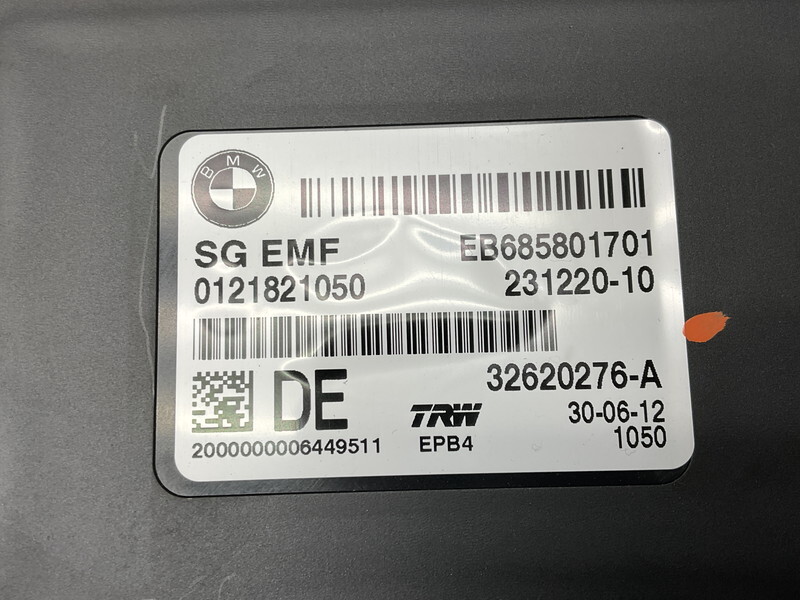 BMW
SG EMF EB685801701
0121821050 231220-10
32620276-A
DE TRW 30-06-12
2000000006449511 EPB4 1050